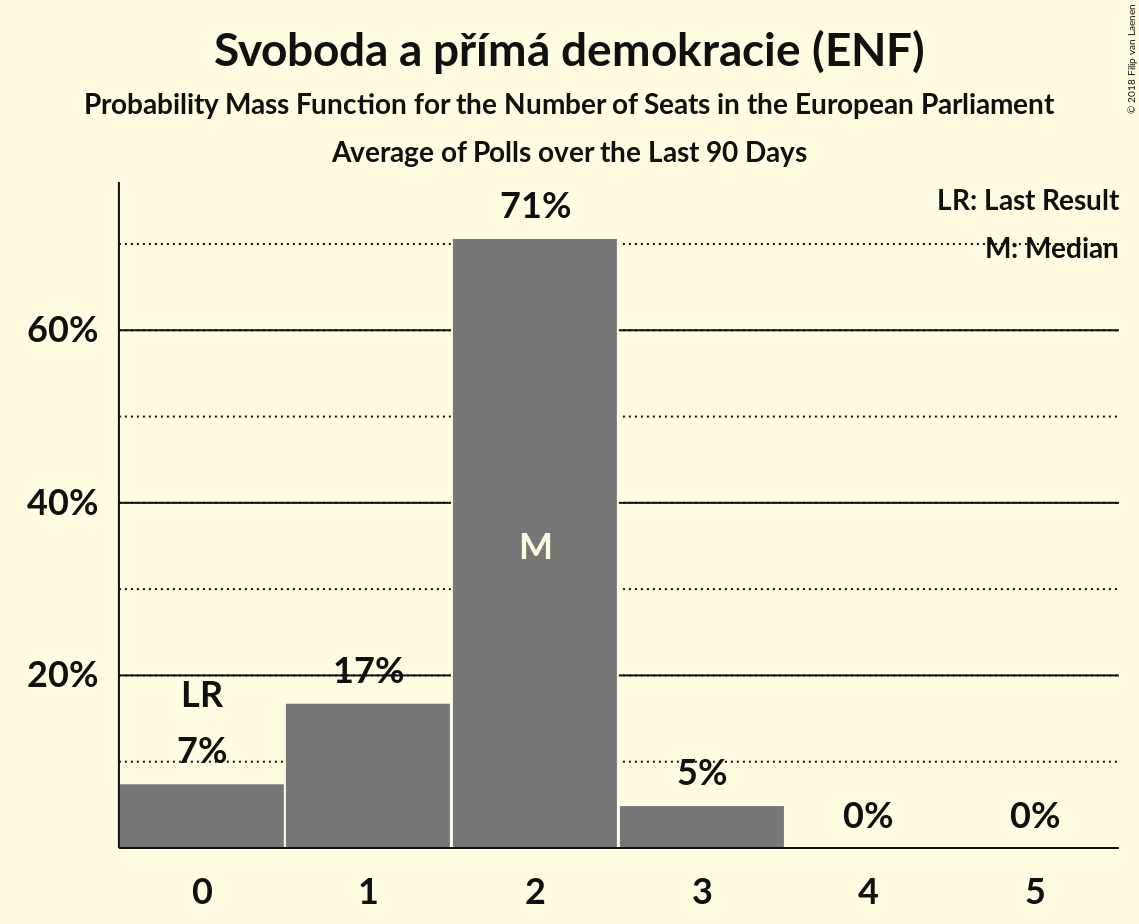 Svoboda a přímá demokracie (ENF)
Probability Mass Function for the Number of Seats in the European Parliament
Average of Polls over the Last 90 Days
© 2018 Filip van Laenen
LR: Last Result
M: Median
71%
60%
40%
20%
M
LR
7%
17%
5%
0%
0%
0 1 2 3 4 5